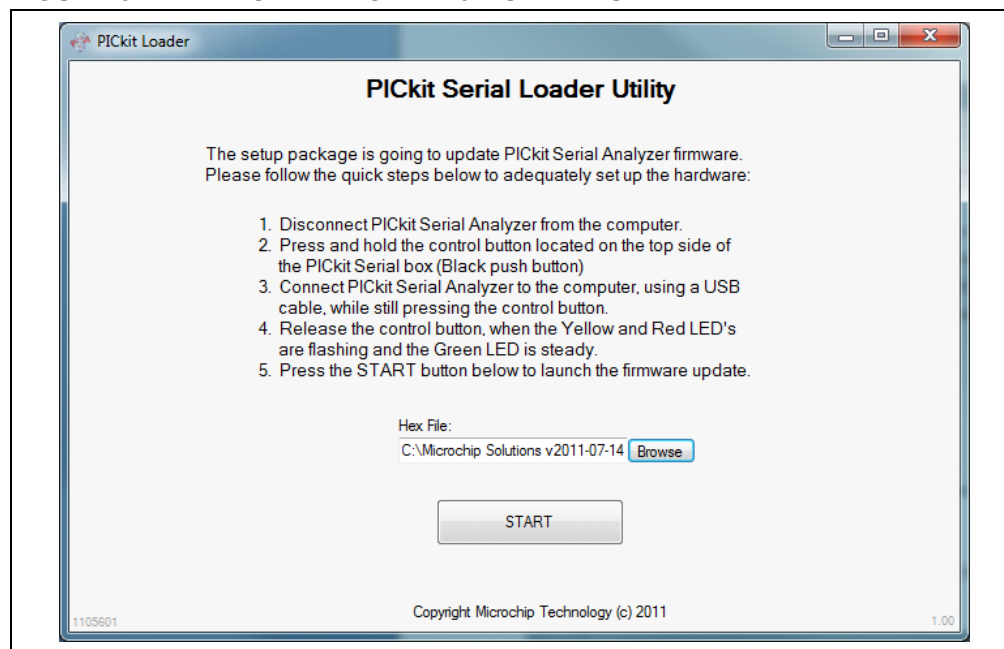 PICkit Loader
PICkit Serial Loader Utility
The setup package is going to update PICkit Serial Analyzer firmware.
Please follow the quick steps below to adequately set up the hardware:
1. Disconnect PICkit Serial Analyzer from the computer.
2. Press and hold the control button located on the top side of
the PICkit Serial box (Black push button)
3. Connect PICkit Serial Analyzer to the computer, using a USB
cable, while still pressing the control button.
4. Release the control button, when the Yellow and Red LED's
are flashing and the Green LED is steady.
5. Press the START button below to launch the firmware update.
Hex File:
C:\Microchip Solutions v2011-07-14 Browse
START
Copyright Microchip Technology (c) 2011
1105601 1.00